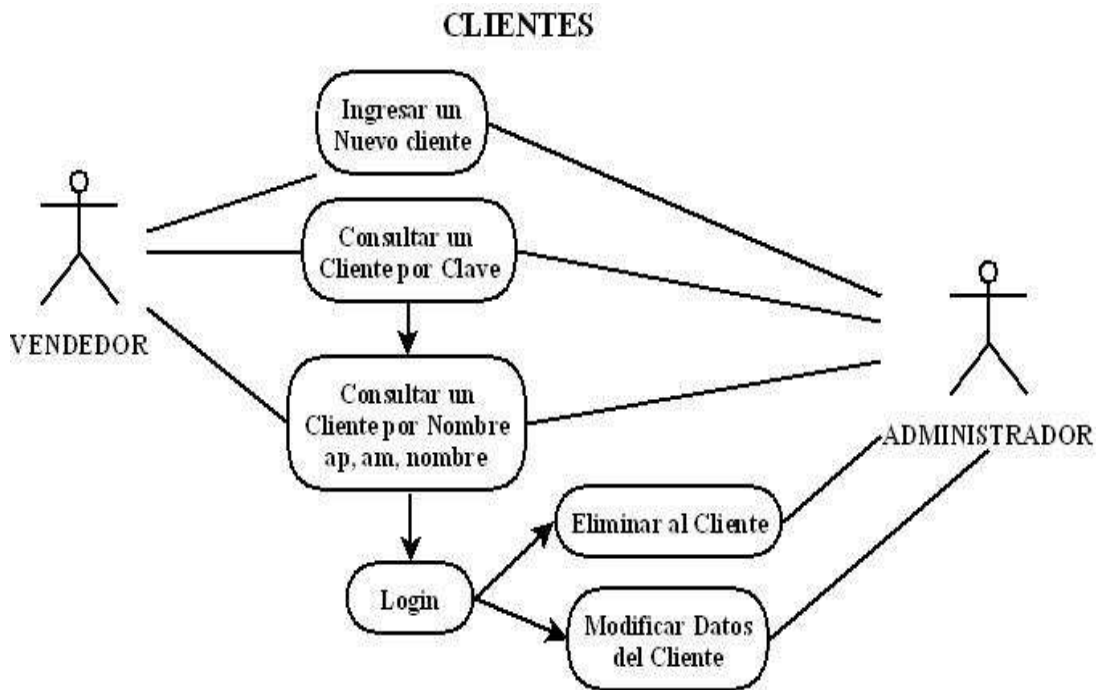 CLIENTES
Ingresar un
Nuevo cliente
Consultar un
Cliente por Clave
VENDEDOR
Consultar un
Cliente por Nombre
ap, am, nombre
ADMINISTRADOR
Eliminar al Cliente
Login
Modificar Datos
del Cliente